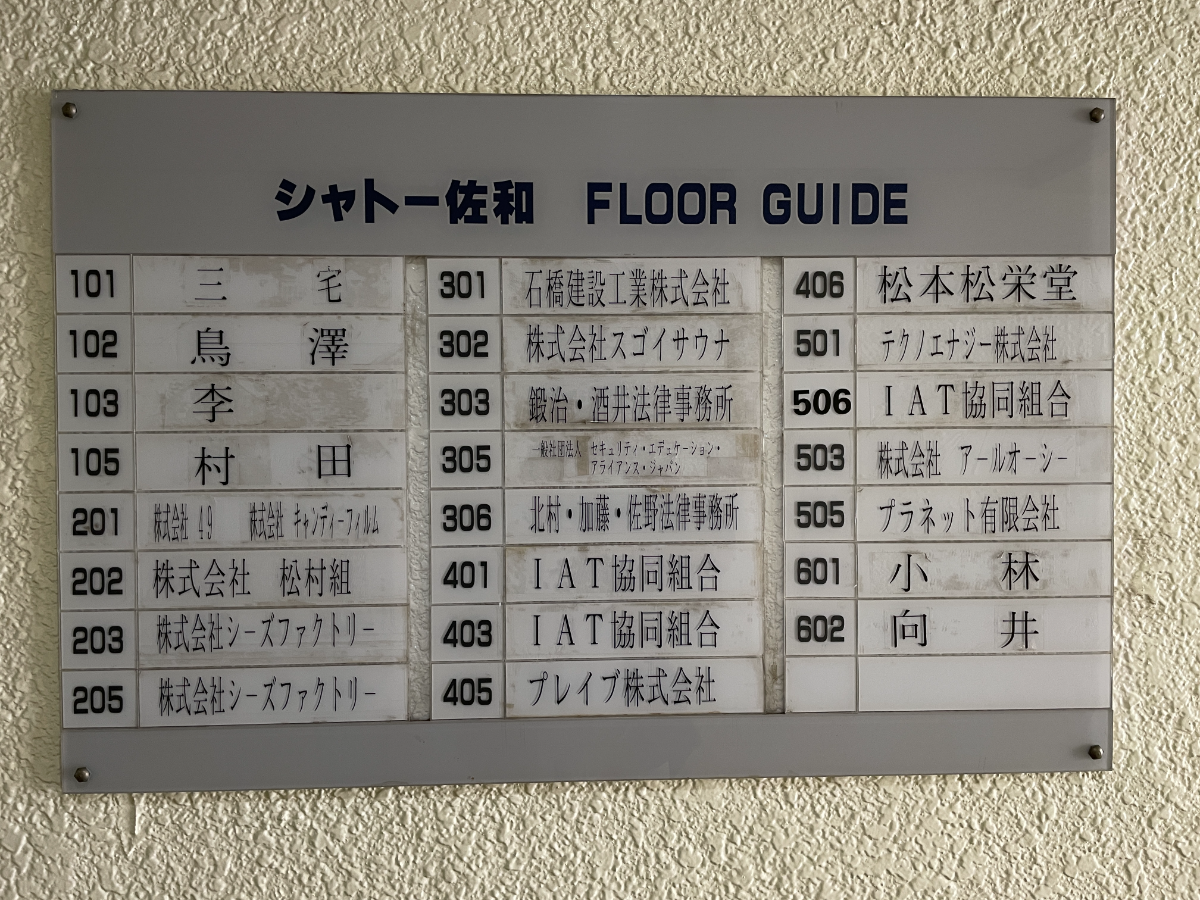 シャトー佐和 FLOOR GUIDE
101 三宅
102 鳥澤
103 李
105 村田
201 株式会社 49 株式会社 キャンディーフィルム
202 株式会社 松村組
203 株式会社シーズファクトリー
205 株式会社シーズファクトリー
301 石橋建設工業株式会社
302 株式会社スゴイサウナ
303 鍛治・酒井法律事務所
305 一般社団法人 セキュリティ・エデュケーション・
アライアンス・ジャパン
306 北村・加藤・佐野法律事務所
401 IAT協同組合
403 IAT協同組合
405 プレイブ株式会社
406 松本松栄堂
501 テクノエナジー株式会社
506 IAT協同組合
503 株式会社 アールオーシー
505 プラネット有限会社
601 小林
602 向井